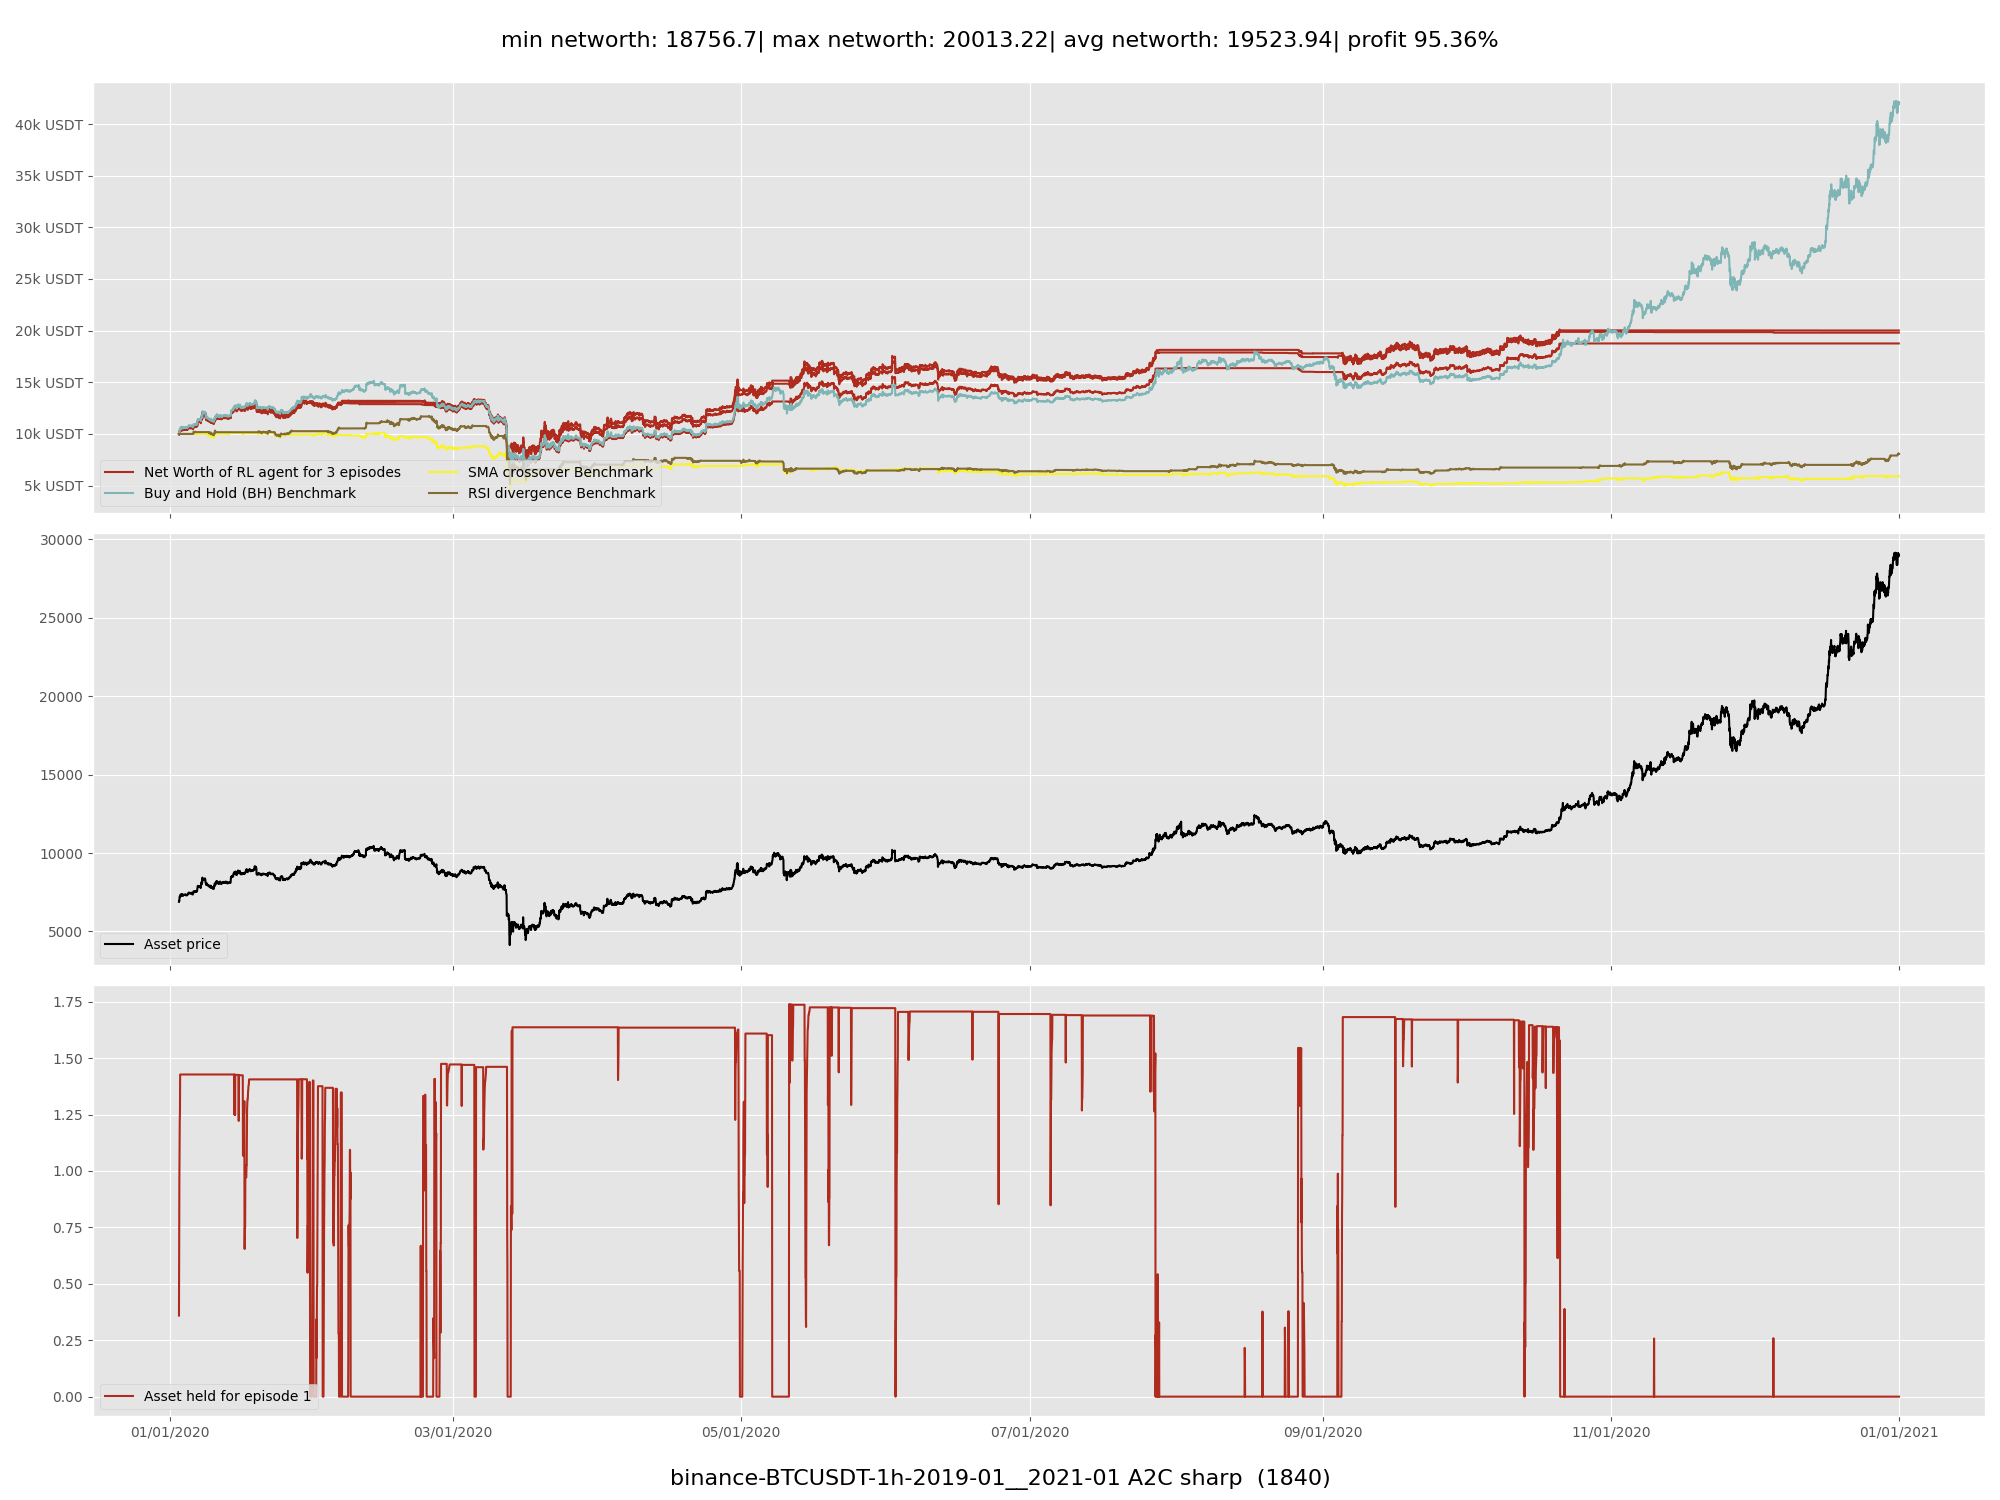 min networth: 18756.7| max networth: 20013.22| avg networth: 19523.94| profit 95.36%
40k USDT
35k USDT
30k USDT
25k USDT
20k USDT
15k USDT
10k USDT
5k USDT
Net Worth of RL agent for 3 episodes
Buy and Hold (BH) Benchmark
SMA crossover Benchmark
RSI divergence Benchmark
30000
25000
20000
15000
10000
5000
Asset price
1.75
1.50
1.25
1.00
0.75
0.50
0.25
0.00
Asset held for episode 1
01/01/2020 03/01/2020 05/01/2020 07/01/2020 09/01/2020 11/01/2020 01/01/2021
binance-BTCUSDT-1h-2019-01__2021-01 A2C sharp (1840)